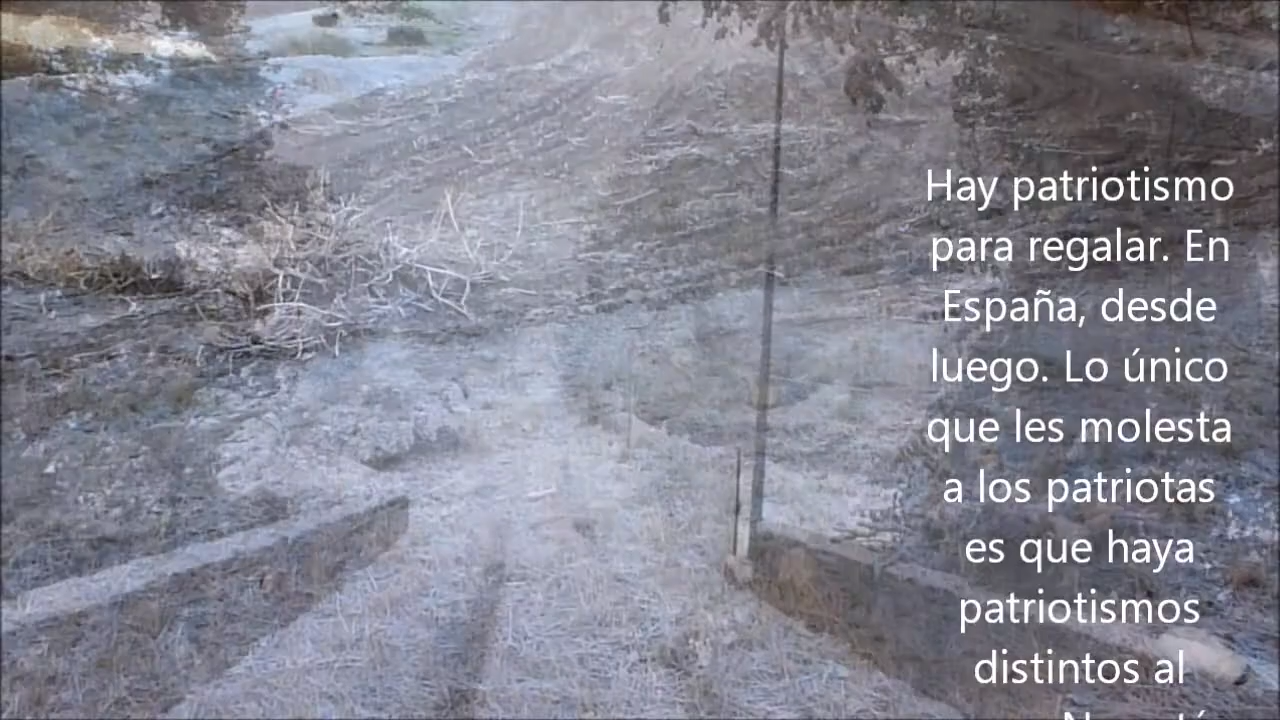 Hay patriotismo
para regalar. En
España, desde
luego. Lo único
que les molesta
a los patriotas
es que haya
patriotismos
distintos al